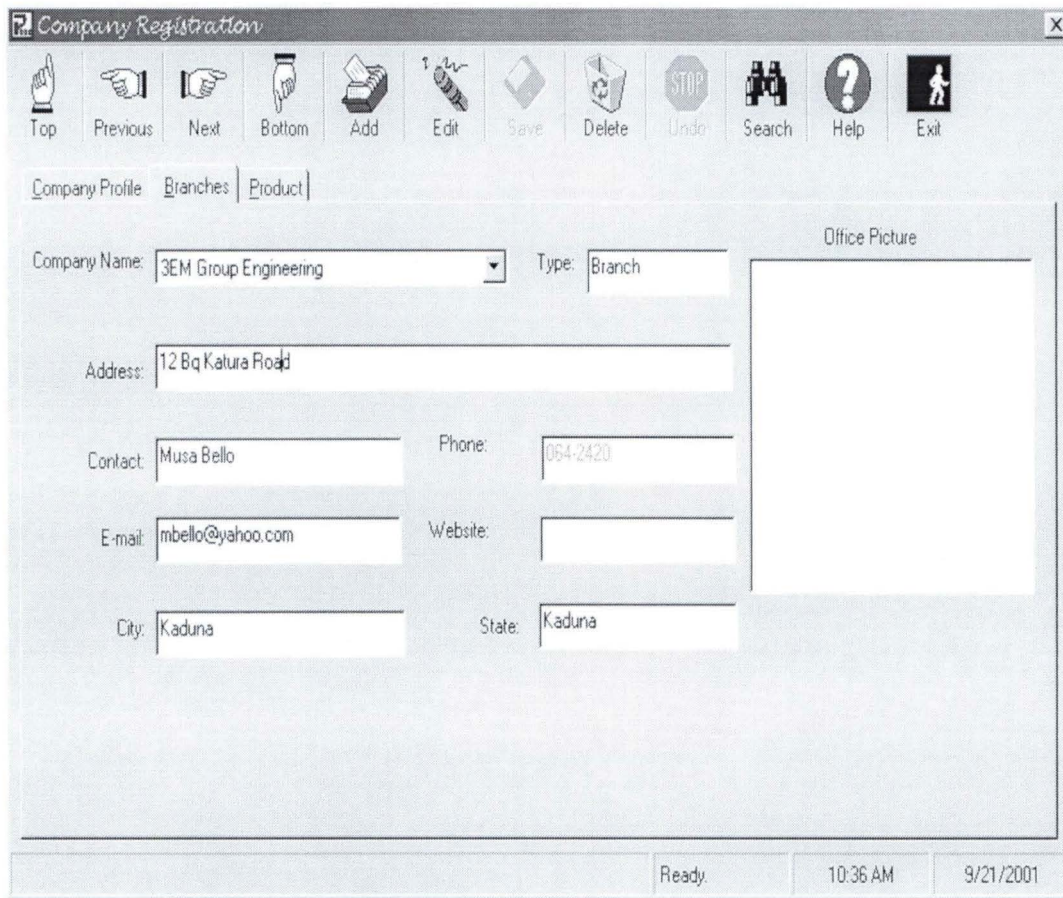 Company Registration X
Top Previous Next Bottom Add Edit Save Delete STOP Undo Search ? Help Exit
Company Profile Branches Product
Office Picture
Company Name: 3EM Group Engineering Type: Branch
Address: 12 Bq Katura Road
Contact: Musa Bello Phone: 064-2420
E-mail: mbello@yahoo.com Website:
City: Kaduna State: Kaduna
Ready. 10:36 AM 9/21/2001